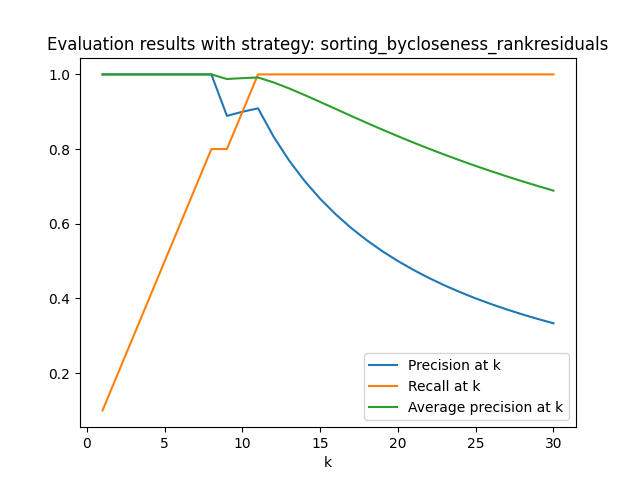 Evaluation results with strategy: sorting_bycloseness_rankresiduals
1.0
0.8
0.6
0.4
0.2
0 5 10 15 20 25 30
k
Precision at k
Recall at k
Average precision at k